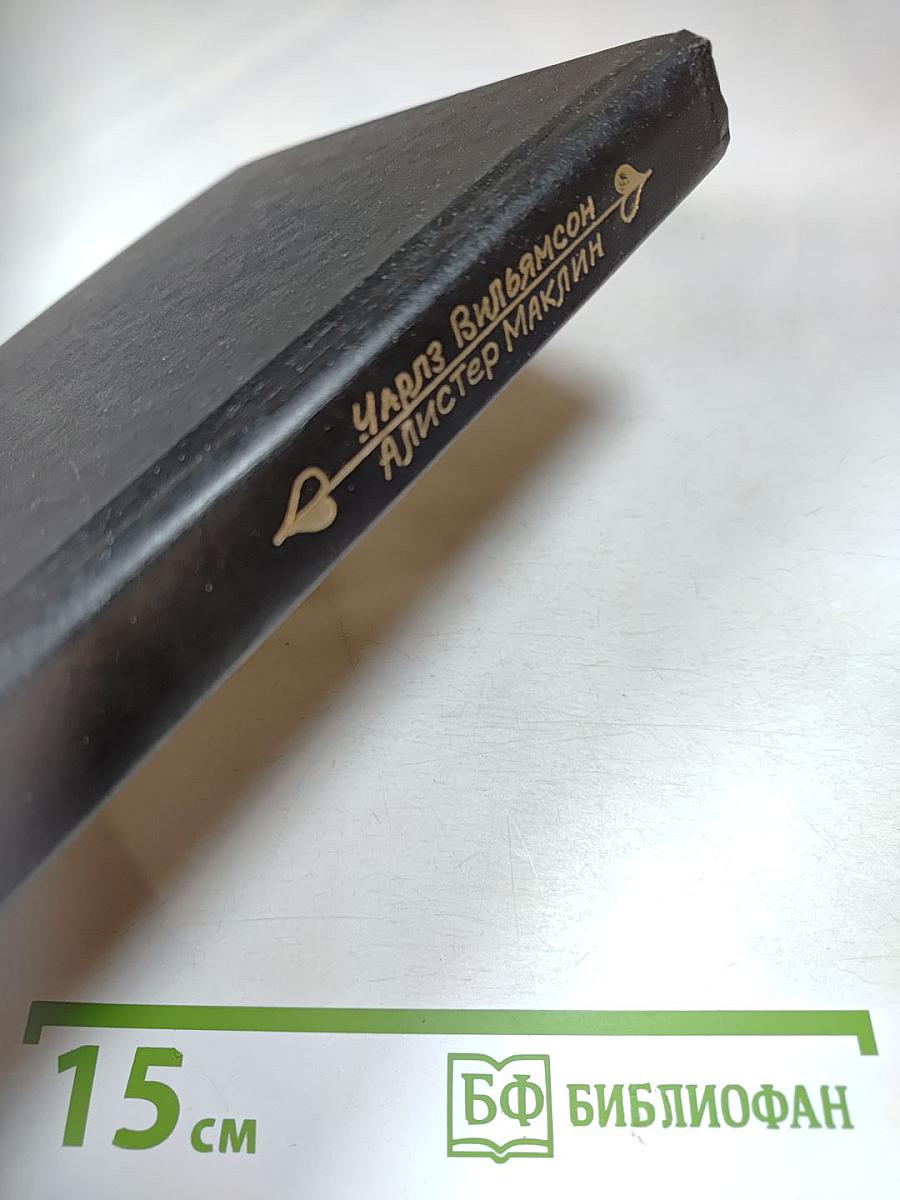 Чарлз Вильямсон
Алистер Маклин
15 см
БФ БИБЛИОФАН